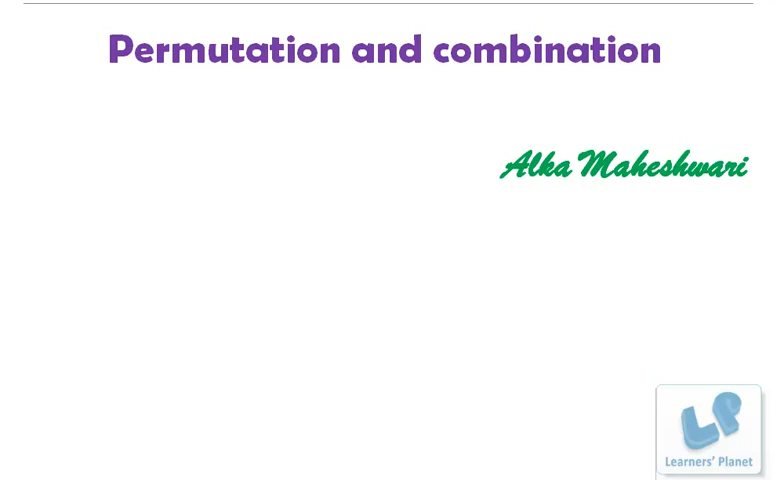 Permutation and combination
Alka Maheshwari
LP
Learners' Planet